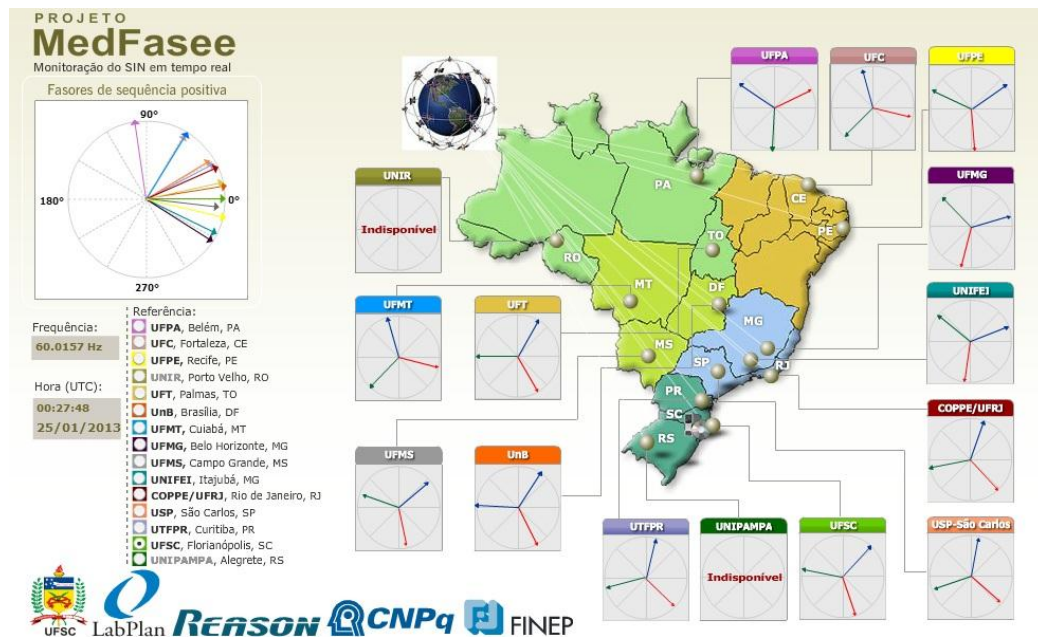 PROJETO
MedFasee
Monitoração do SIN em tempo real
Fasores de sequência positiva
90°
180°
0°
270°
Frequência:
60.0157 Hz
Hora (UTC):
00:27:48
25/01/2013
Referência:
UFPA, Belém, PA
UFC, Fortaleza, CE
UFPE, Recife, PE
UNIR, Porto Velho, RO
UFT, Palmas, TO
UnB, Brasília, DF
UFMT, Cuiabá, MT
UFMG, Belo Horizonte, MG
UFMS, Campo Grande, MS
UNIFEI, Itajubá, MG
COPPE/UFRJ, Rio de Janeiro, RJ
USP, São Carlos, SP
UTFPR, Curitiba, PR
UFSC, Florianópolis, SC
UNIPAMPA, Alegrete, RS
UFPA
UFC
UFPE
UNIR
Indisponível
UFMG
UFMT
UFT
UNIFEI
UFMS
UnB
COPPE/UFRJ
UTFPR
UNIPAMPA
Indisponível
UFSC
USP-São Carlos
PA
CE
PE
TO
RO
MT
DF
MG
MS
SP
RJ
PR
SC
RS
UFSC
LabPlan
REASON
CNPq
FINEP